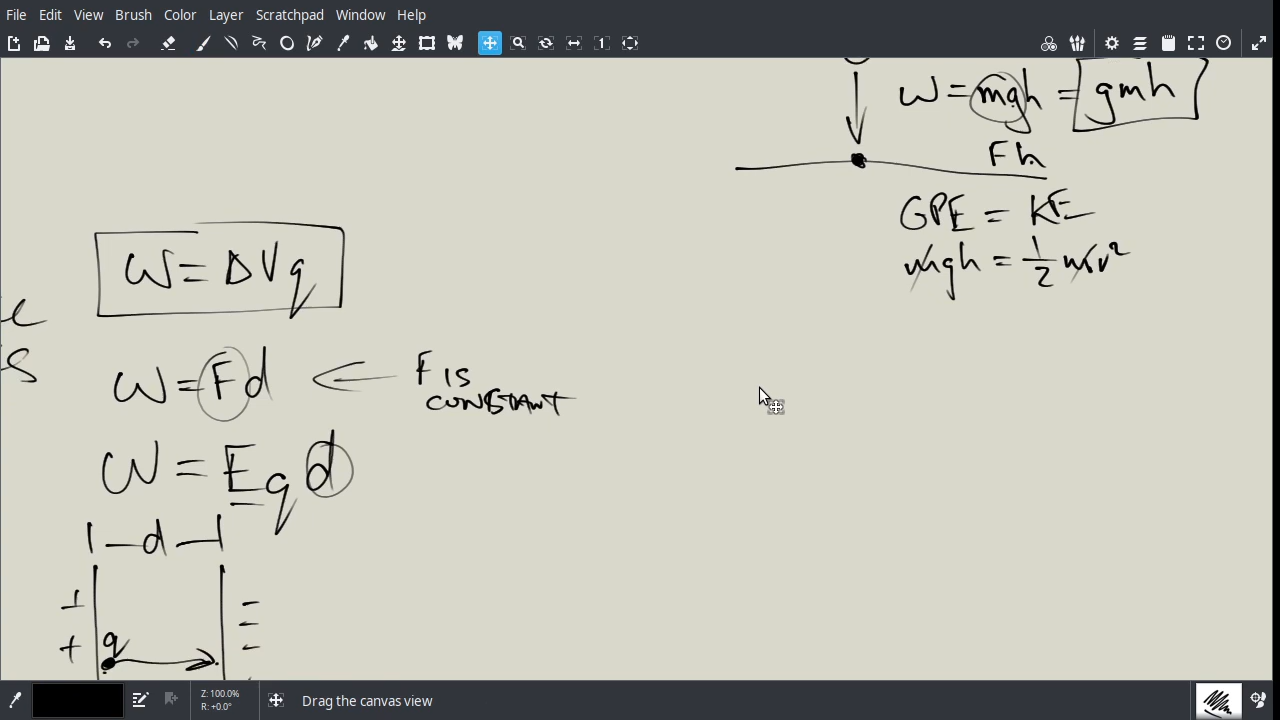 File Edit View Brush Color Layer Scratchpad Window Help
1
W = mgh = gmh
Fh
GPE = KE
mgh = 1/2 mv²
W = ΔVq
W = Fd ← F IS
CONSTANT
W = Eqd
|—d—|
+
+ q
Z: 100.0%
R: +0.0°
Drag the canvas view